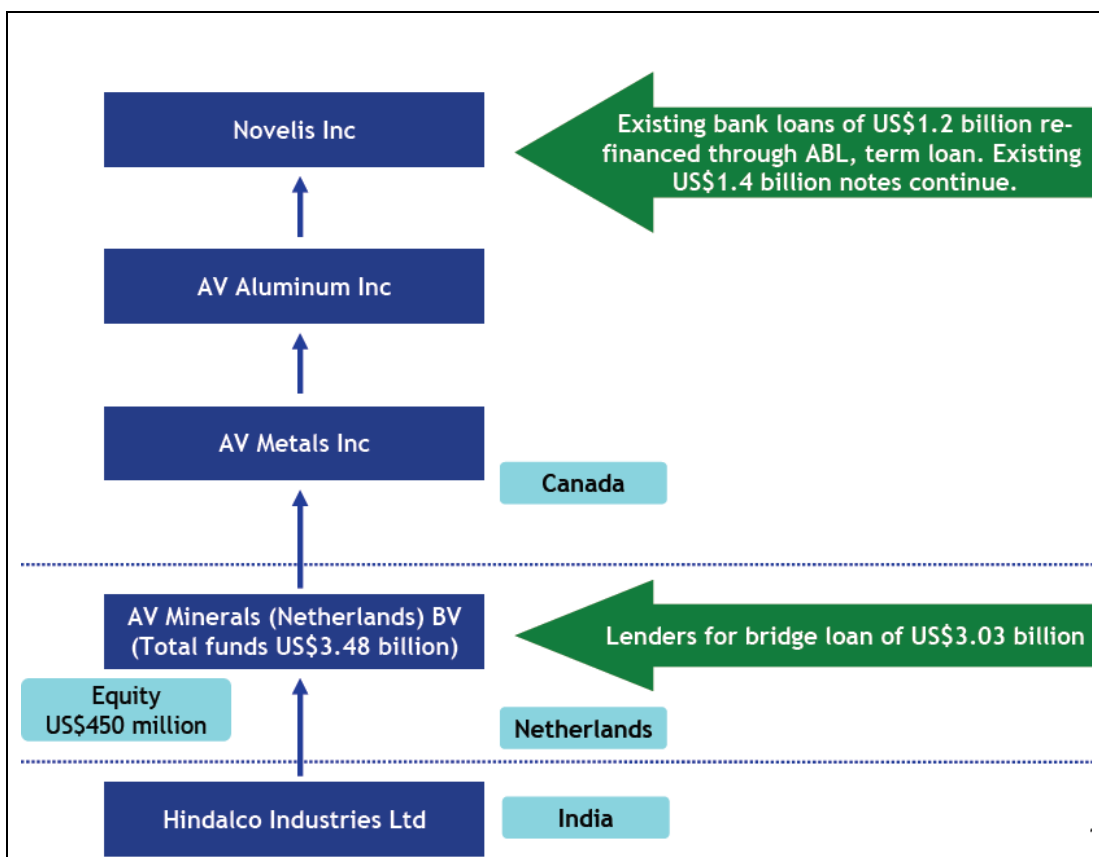 Novelis Inc
Existing bank loans of US$1.2 billion re-
financed through ABL, term loan. Existing
US$1.4 billion notes continue.
AV Aluminum Inc
AV Metals Inc
Canada
AV Minerals (Netherlands) BV
(Total funds US$3.48 billion)
Lenders for bridge loan of US$3.03 billion
Equity
US$450 million
Netherlands
Hindalco Industries Ltd
India